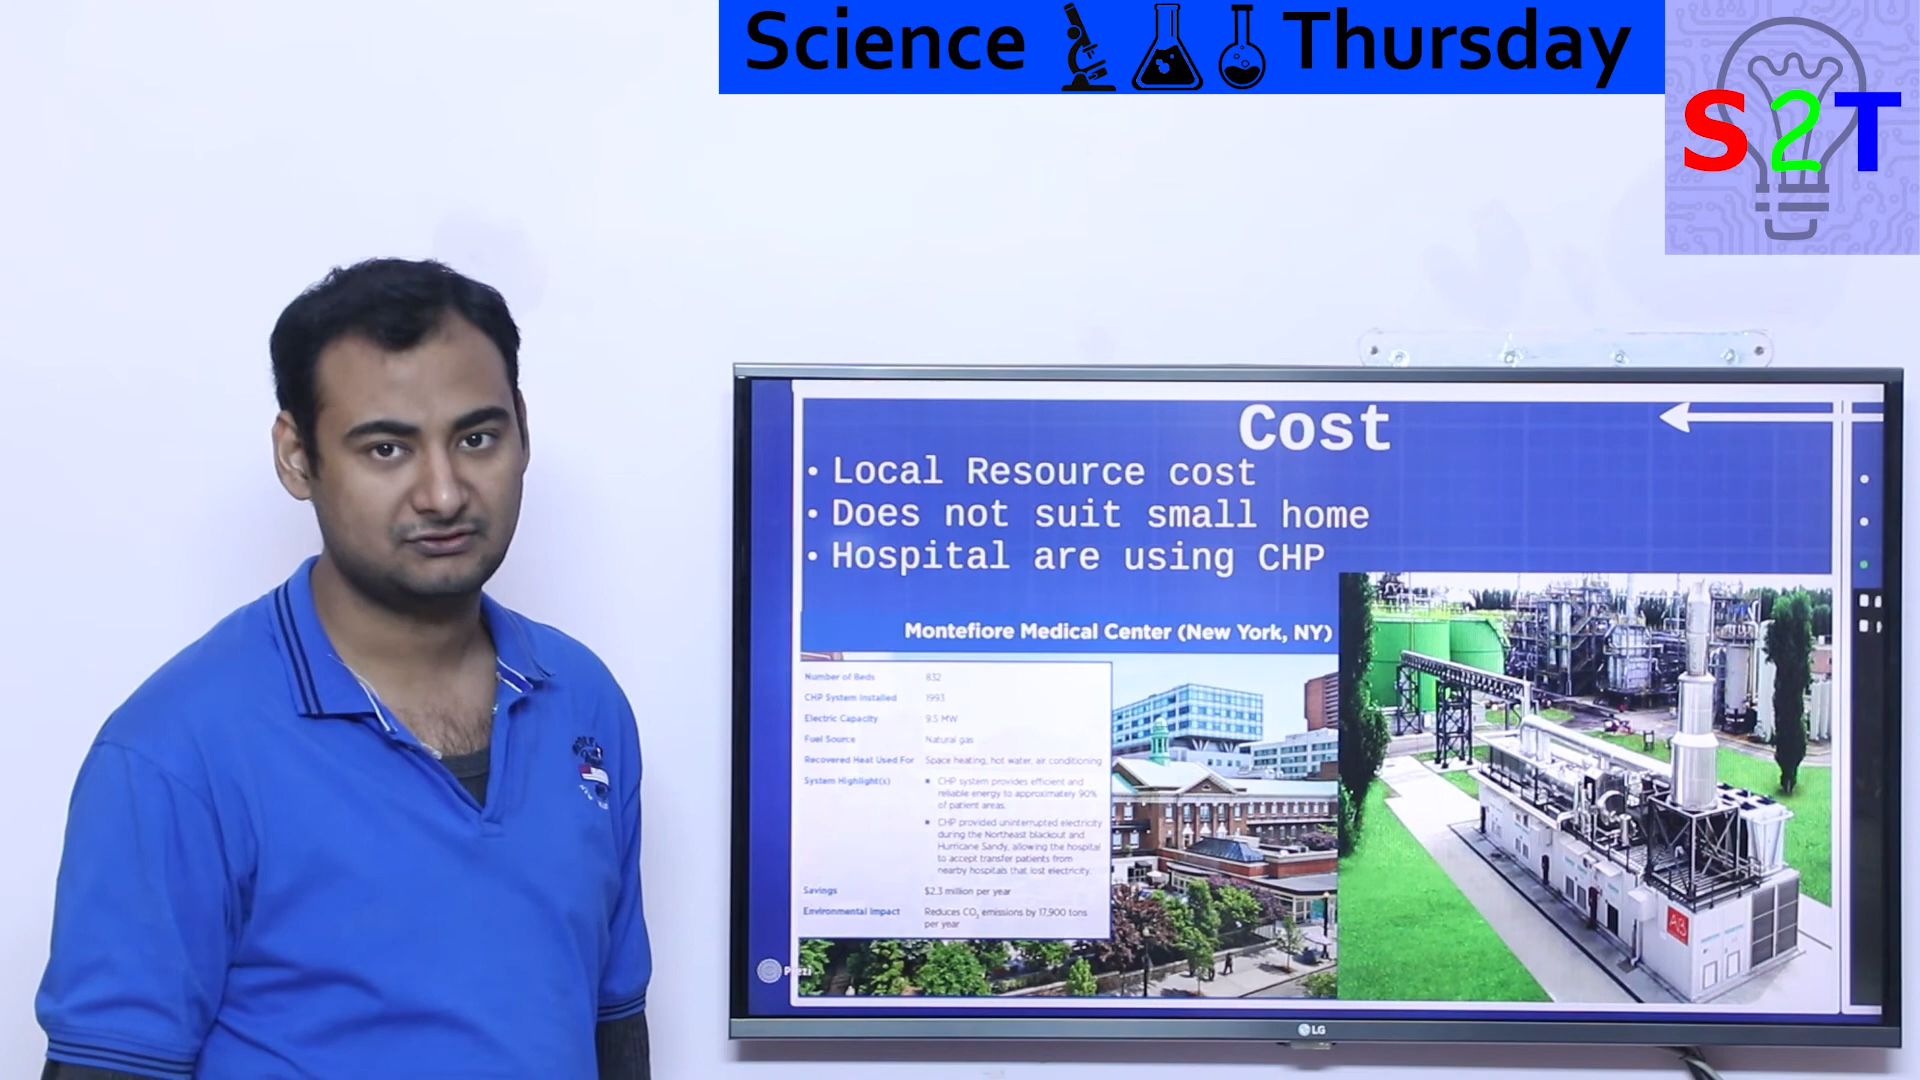 Science Thursday
S2T
Cost
• Local Resource cost
• Does not suit small home
• Hospital are using CHP
Montefiore Medical Center (New York, NY)
Number of Beds 832
CHP System Installed 1993
Electric Capacity 9.5 MW
Fuel Source Natural gas
Recovered Heat Used For Space heating, hot water, air conditioning
System Highlight(s) ▪ CHP system provides efficient and
reliable energy to approximately 90%
of patient areas.
▪ CHP provided uninterrupted electricity
during the Northeast blackout and
Hurricane Sandy, allowing the hospital
to accept transfer patients from
nearby hospitals that lost electricity.
Savings $2.3 million per year
Environmental Impact Reduces CO₂ emissions by 17,900 tons
per year
Prezi
LG